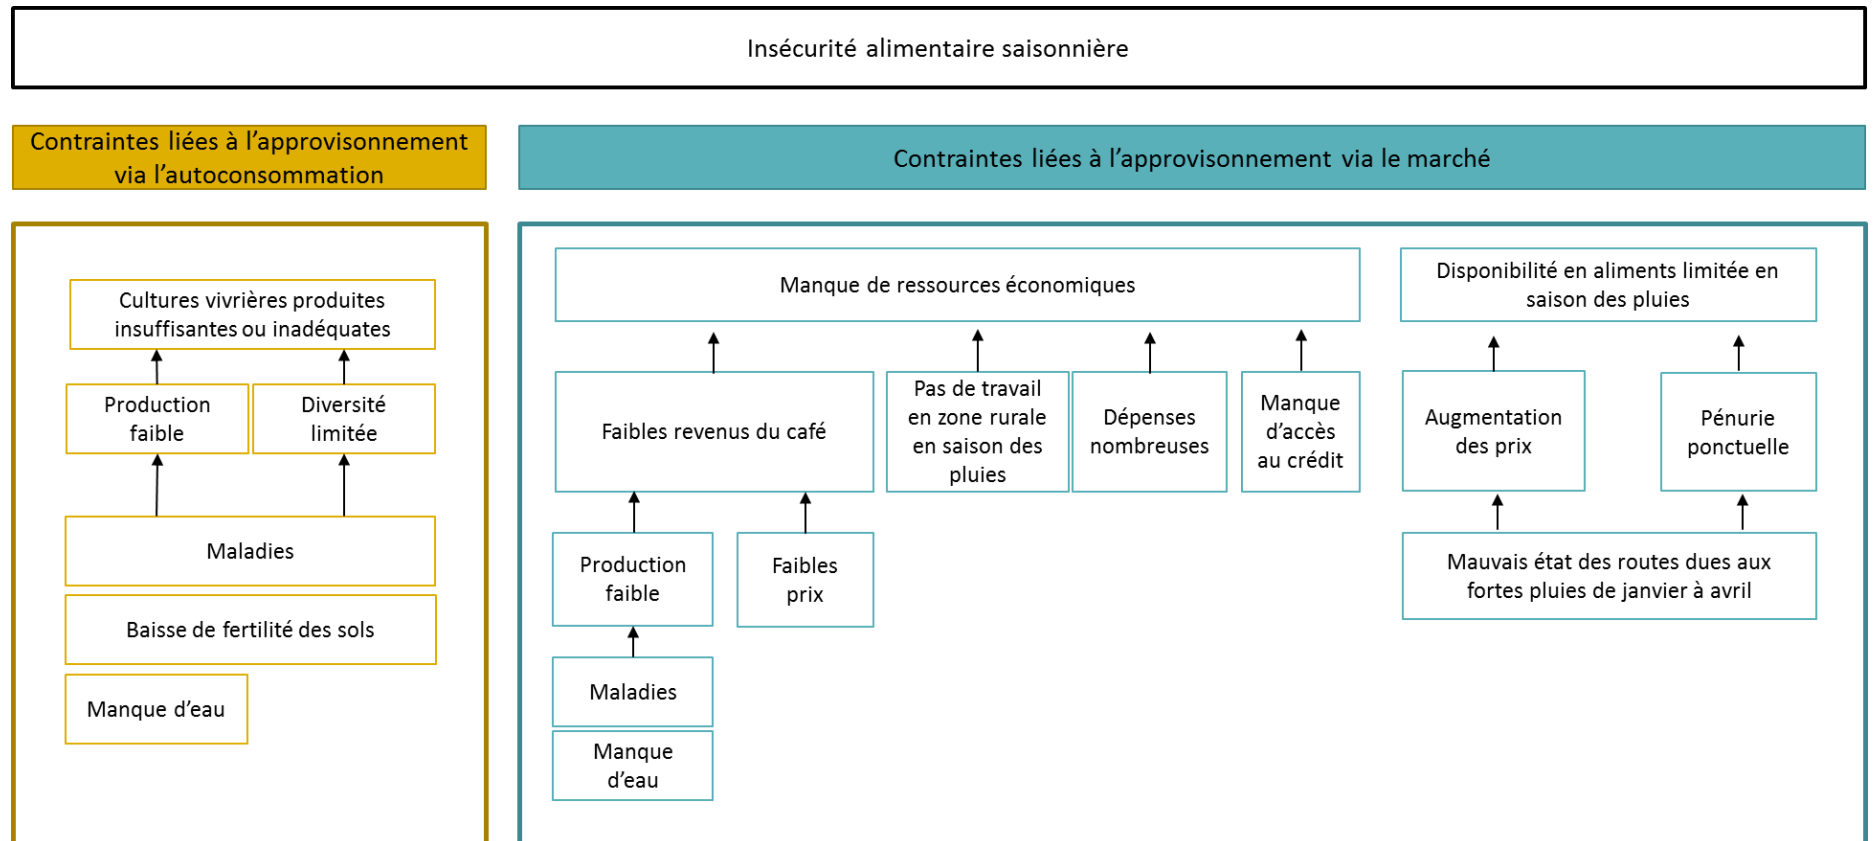 Insécurité alimentaire saisonnière
Contraintes liées à l’approvisonnement
via l’autoconsommation
Contraintes liées à l’approvisonnement via le marché
Cultures vivrières produites
insuffisantes ou inadéquates
Production
faible
Diversité
limitée
Maladies
Baisse de fertilité des sols
Manque d’eau
Manque de ressources économiques
Faibles revenus du café
Pas de travail
en zone rurale
en saison des
pluies
Dépenses
nombreuses
Manque
d’accès
au crédit
Production
faible
Faibles
prix
Maladies
Manque
d’eau
Disponibilité en aliments limitée en
saison des pluies
Augmentation
des prix
Pénurie
ponctuelle
Mauvais état des routes dues aux
fortes pluies de janvier à avril